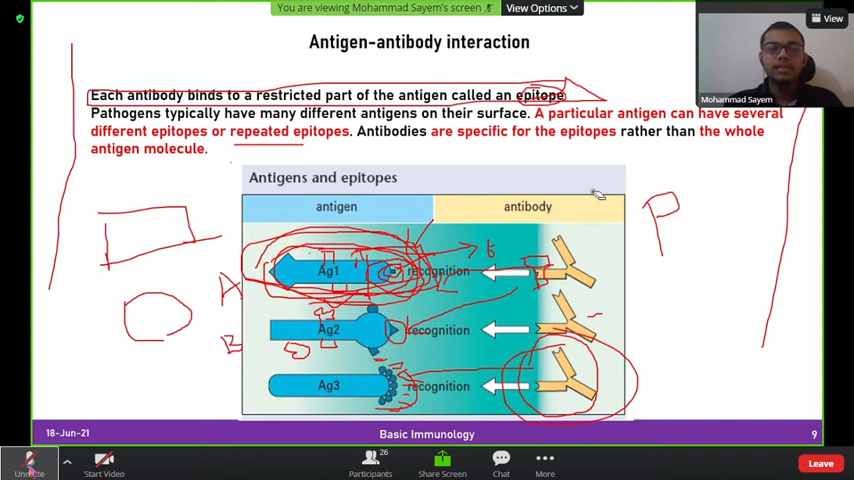 You are viewing Mohammad Sayem's screen
View Options
View
Antigen-antibody interaction
Mohammad Sayem
Each antibody binds to a restricted part of the antigen called an epitope
Pathogens typically have many different antigens on their surface. A particular antigen can have several
different epitopes or repeated epitopes. Antibodies are specific for the epitopes rather than the whole
antigen molecule.
Antigens and epitopes
antigen
antibody
P
Ag1
recognition
A
Ag2
recognition
B
Ag3
recognition
18-Jun-21
Basic Immunology
9
Unmute
Start Video
26
Participants
Share Screen
Chat
More
Leave